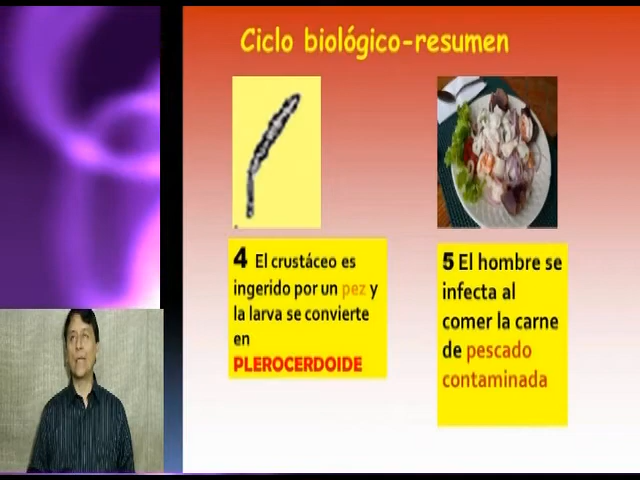 Ciclo biológico-resumen
4 El crustáceo es
ingerido por un pez y
la larva se convierte
en
PLEROCERDOIDE
5 El hombre se
infecta al
comer la carne
de pescado
contaminada